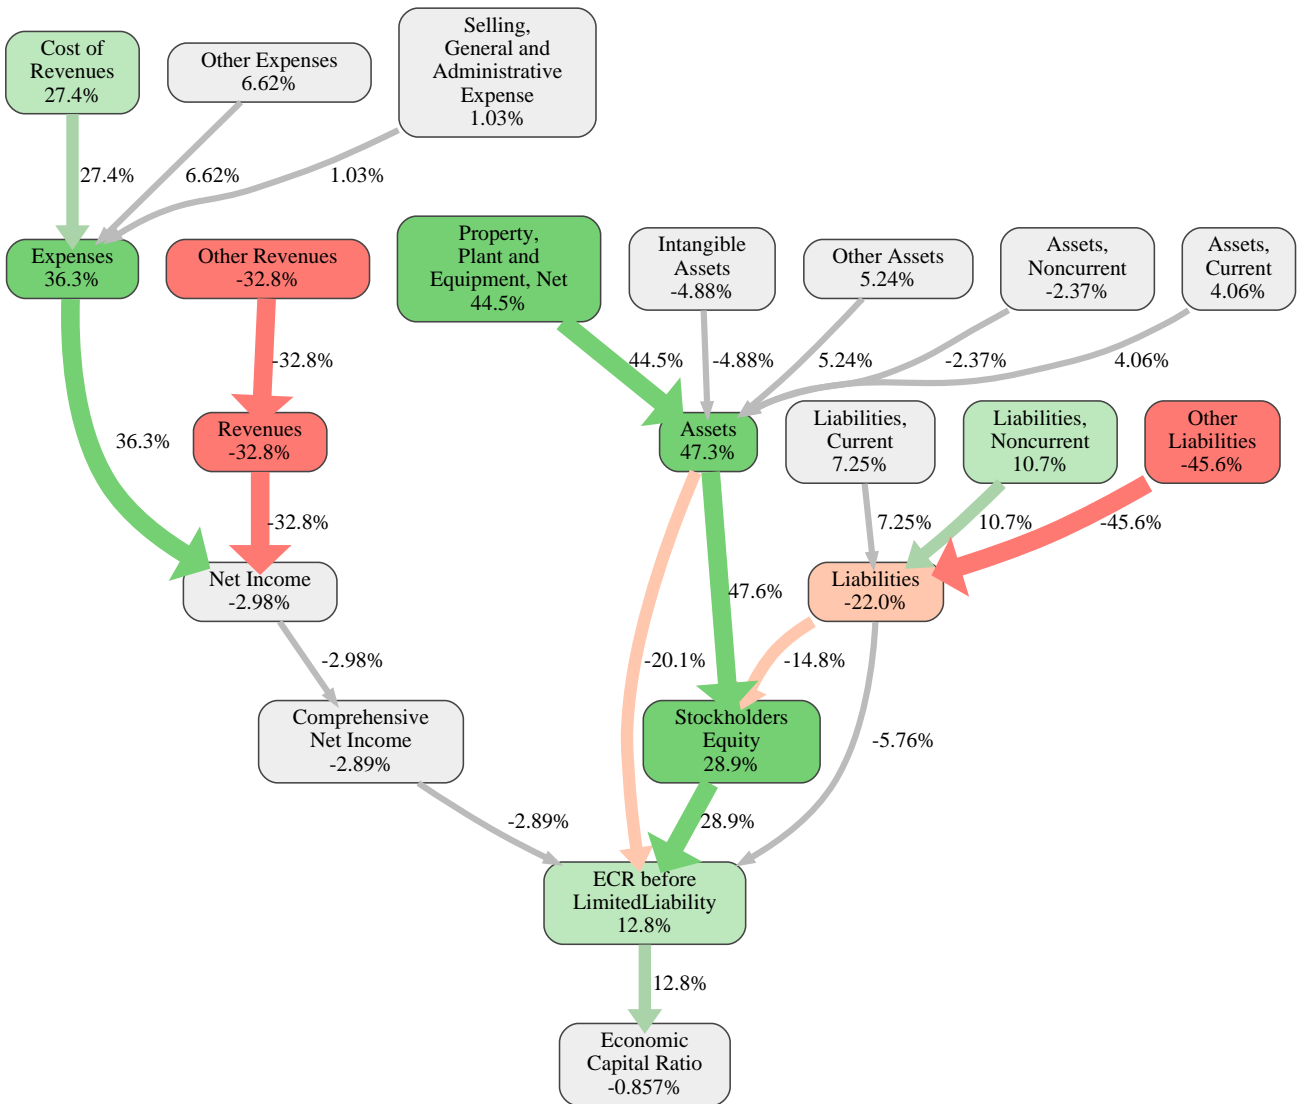 Cost of
Revenues
27.4%
Other Expenses
6.62%
Selling,
General and
Administrative
Expense
1.03%
27.4%
6.62%
1.03%
Expenses
36.3%
Other Revenues
-32.8%
Property,
Plant and
Equipment, Net
44.5%
Intangible
Assets
-4.88%
Other Assets
5.24%
Assets,
Noncurrent
-2.37%
Assets,
Current
4.06%
-32.8%
44.5%
-4.88%
5.24%
-2.37%
4.06%
36.3%
Revenues
-32.8%
Assets
47.3%
Liabilities,
Current
7.25%
Liabilities,
Noncurrent
10.7%
Other
Liabilities
-45.6%
-32.8%
7.25%
10.7%
-45.6%
Net Income
-2.98%
47.6%
Liabilities
-22.0%
-2.98%
-20.1%
-14.8%
Comprehensive
Net Income
-2.89%
Stockholders
Equity
28.9%
-5.76%
-2.89%
28.9%
ECR before
LimitedLiability
12.8%
12.8%
Economic
Capital Ratio
-0.857%